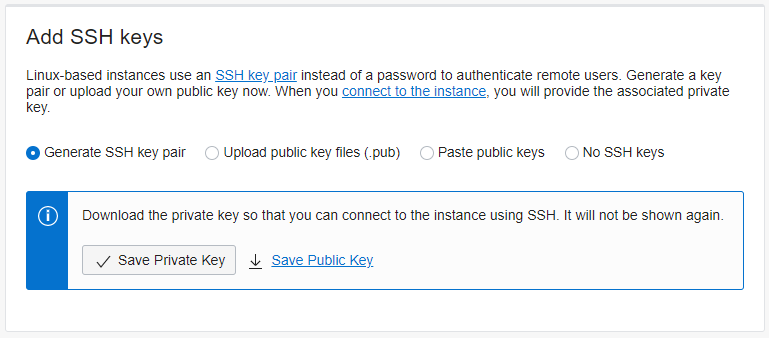 Add SSH keys
Linux-based instances use an SSH key pair instead of a password to authenticate remote users. Generate a key
pair or upload your own public key now. When you connect to the instance, you will provide the associated private
key.
Generate SSH key pair Upload public key files (.pub) Paste public keys No SSH keys
Download the private key so that you can connect to the instance using SSH. It will not be shown again.
Save Private Key Save Public Key